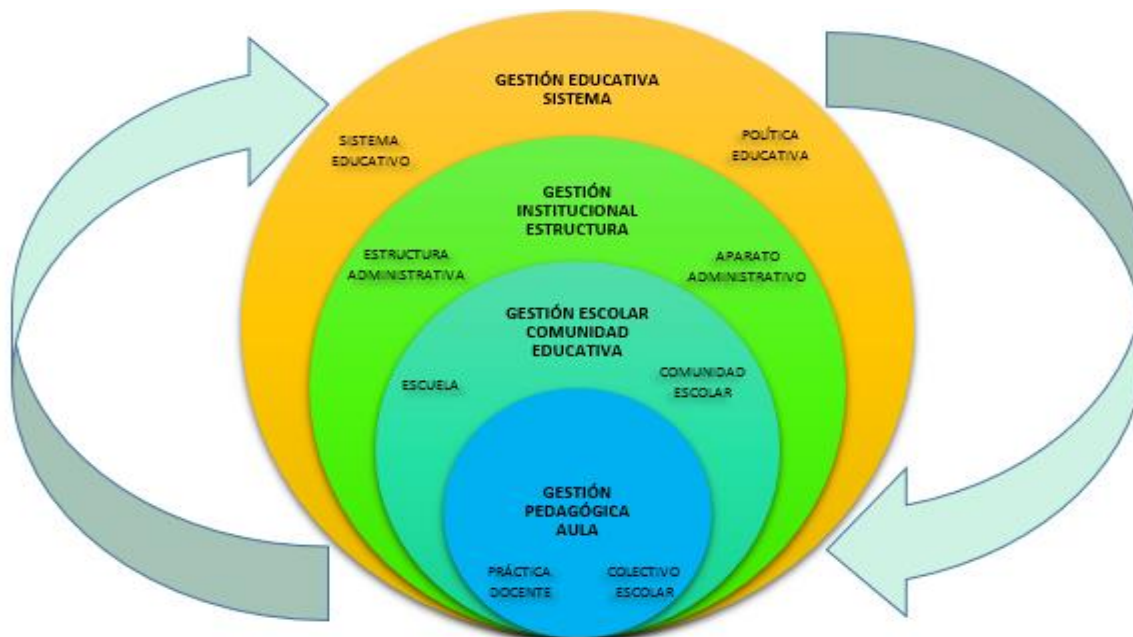 GESTIÓN EDUCATIVA
SISTEMA
SISTEMA
EDUCATIVO
POLÍTICA
EDUCATIVA
GESTIÓN
INSTITUCIONAL
ESTRUCTURA
ESTRUCTURA
ADMINISTRATIVA
APARATO
ADMINISTRATIVO
GESTIÓN ESCOLAR
COMUNIDAD
EDUCATIVA
ESCUELA
COMUNIDAD
ESCOLAR
GESTIÓN
PEDAGÓGICA
AULA
PRÁCTICA
DOCENTE
COLECTIVO
ESCOLAR